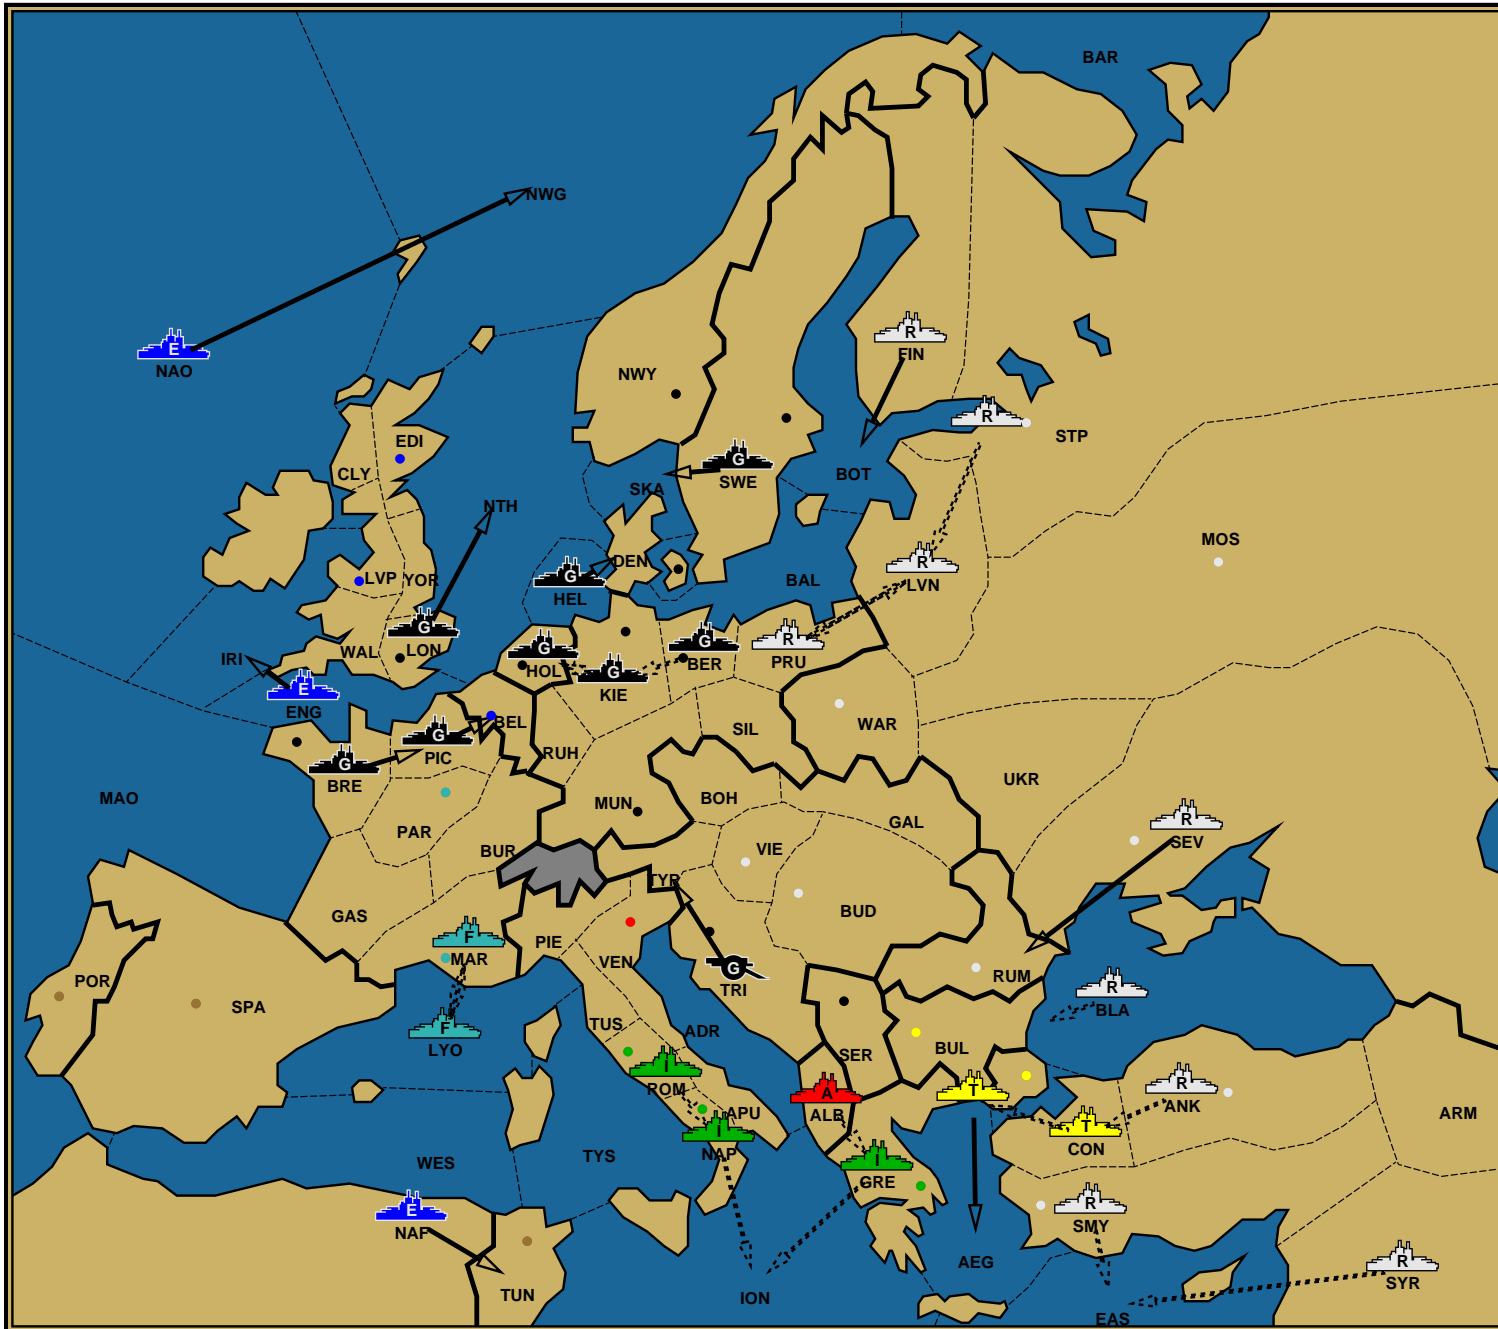 BAR
NWG
E
NAO
R
FIN
NWY
R
STP
EDI
CLY
G
SWE
SKA
BOT
NTH
MOS
LVP
YOR
G
HEL
DEN
BAL
R
LVN
G
LON
WAL
IRI
E
ENG
G
HOL
G
KIE
G
BER
R
PRU
G
PIC
BEL
G
BRE
RUH
SIL
WAR
UKR
MAO
PAR
MUN
BOH
GAL
R
SEV
BUR
VIE
TYR
BUD
GAS
F
MAR
PIE
VEN
G
TRI
RUM
R
BLA
POR
SPA
F
LYO
TUS
ADR
SER
BUL
I
ROM
A
ALB
T
R
ANK
ARM
APU
I
NAP
T
CON
WES
TYS
I
GRE
E
NAF
R
SMY
AEG
R
SYR
TUN
ION
EAS